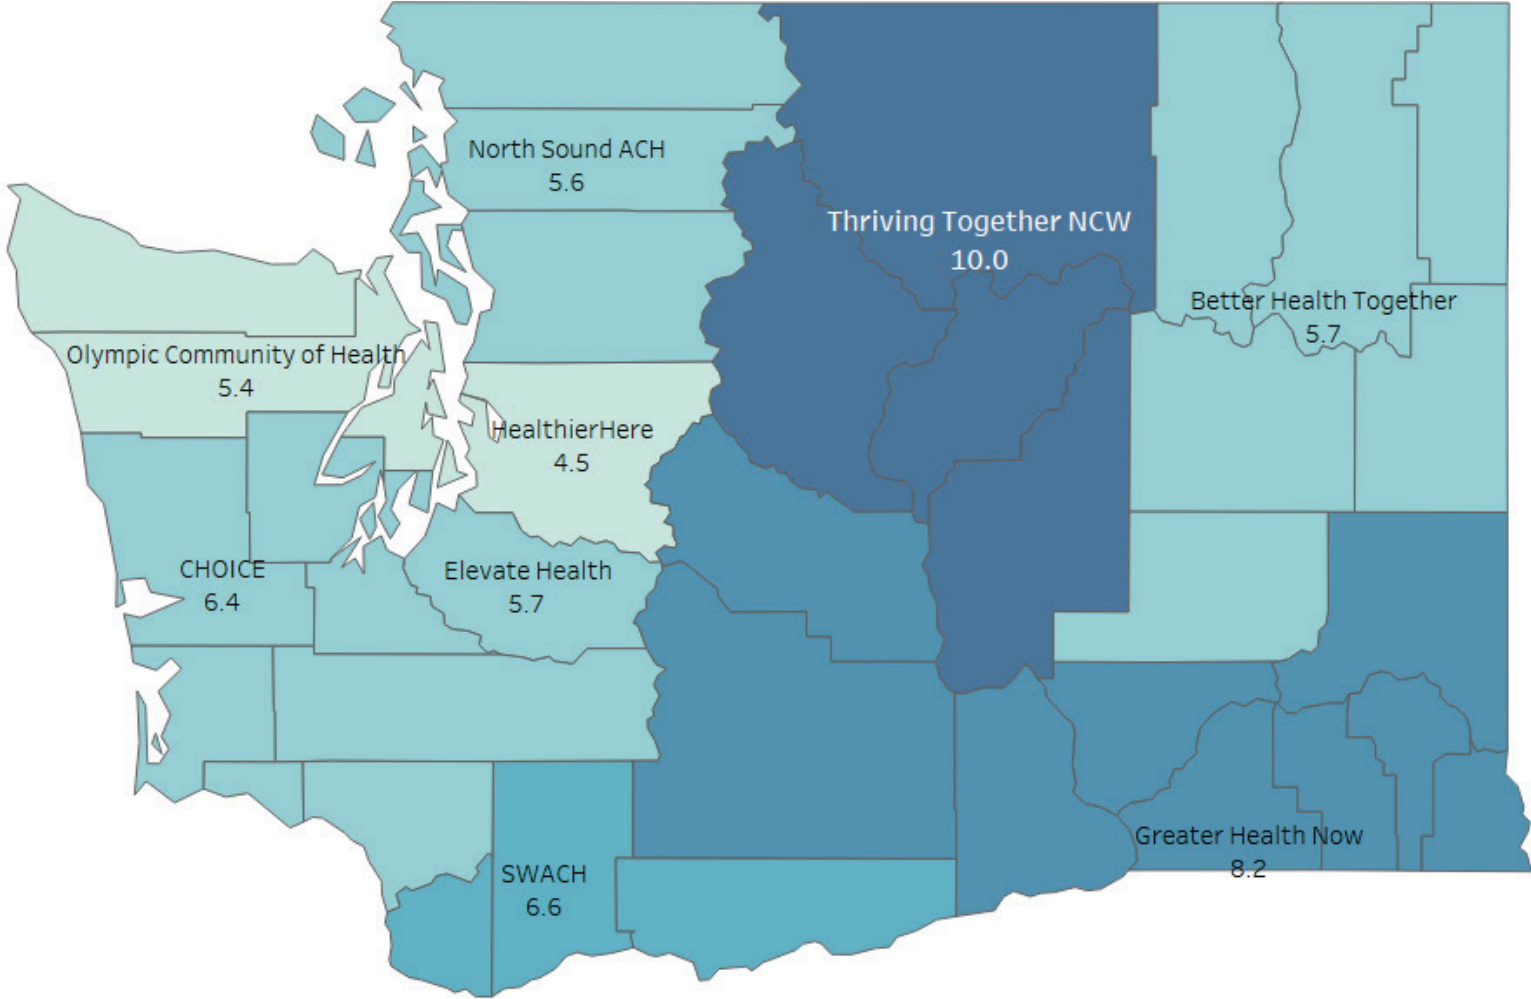 North Sound ACH
5.6
Thriving Together NCW
10.0
Better Health Together
5.7
Olympic Community of Health
5.4
HealthierHere
4.5
CHOICE
6.4
Elevate Health
5.7
Greater Health Now
8.2
SWACH
6.6